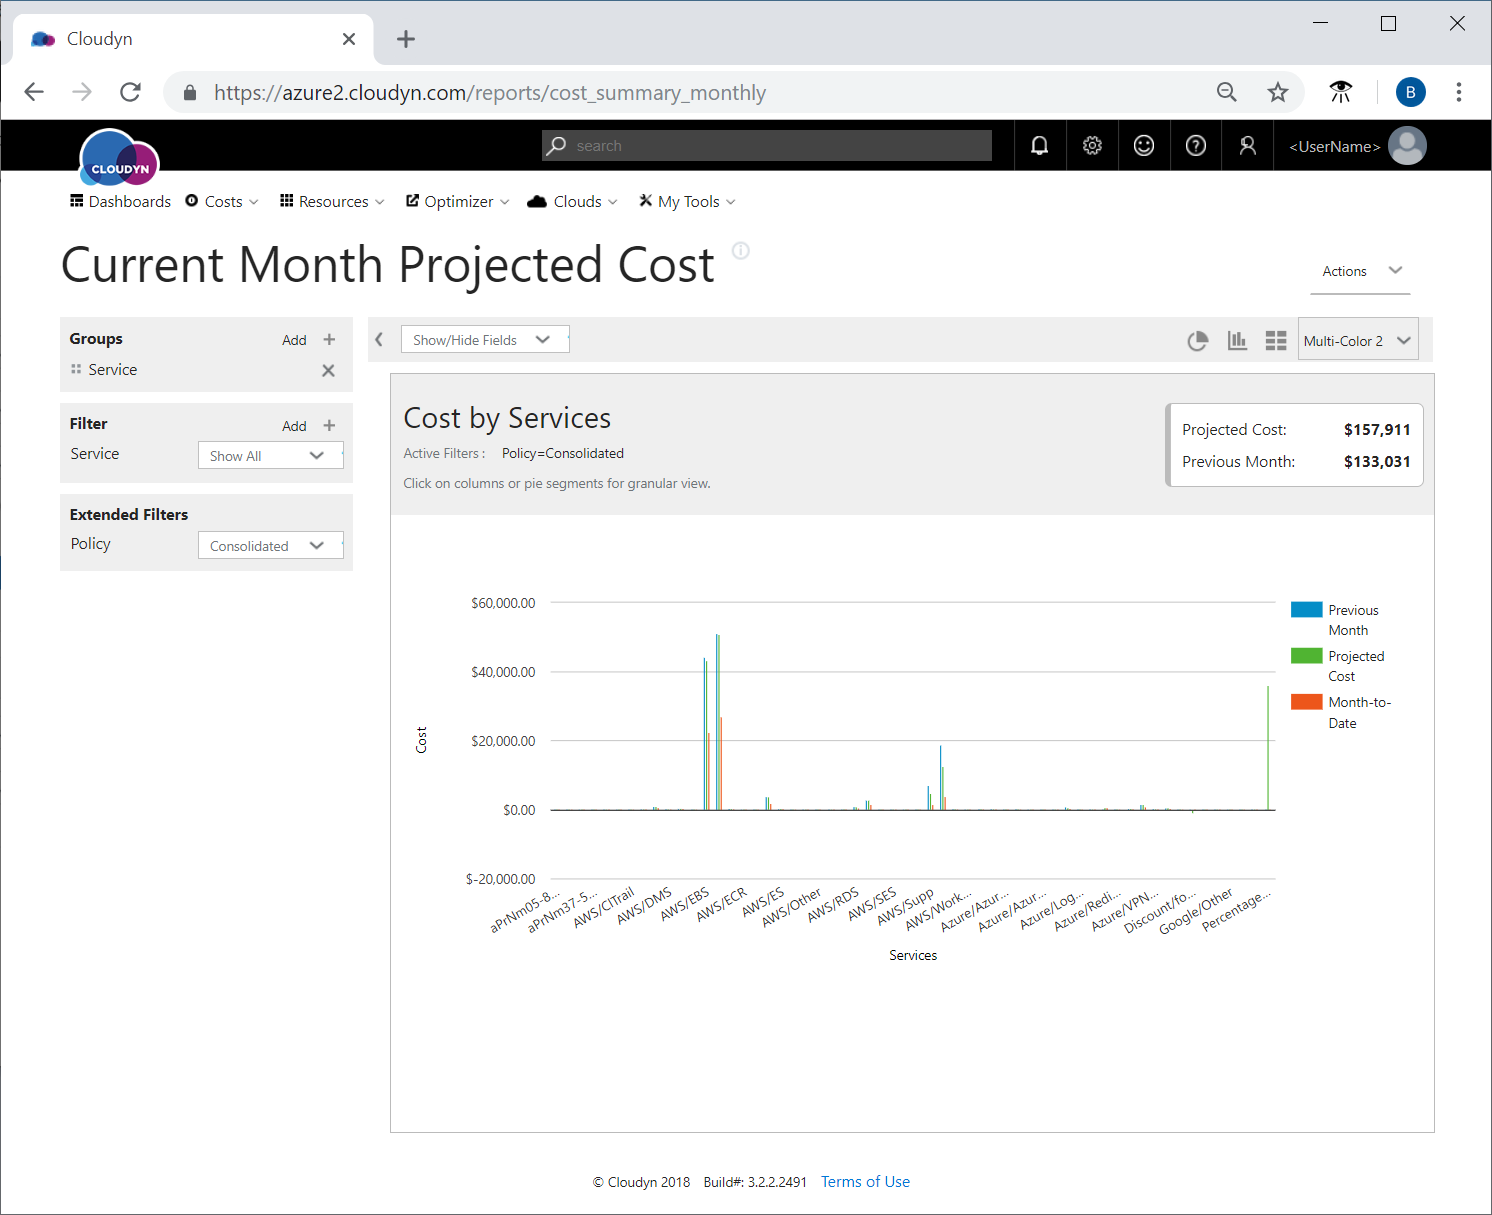 Cloudyn
https://azure2.cloudyn.com/reports/cost_summary_monthly
B
CLOUDYN
search
<UserName>
Dashboards Costs Resources Optimizer Clouds My Tools
Current Month Projected Cost
Actions
Groups Add
Service
Filter Add
Service Show All
Extended Filters
Policy Consolidated
Show/Hide Fields
Multi-Color 2
Cost by Services
Active Filters : Policy=Consolidated
Click on columns or pie segments for granular view.
Projected Cost: $157,911
Previous Month: $133,031
$60,000.00
$40,000.00
$20,000.00
$0.00
$-20,000.00
Cost
Previous
Month
Projected
Cost
Month-to-
Date
aPrNm05-8...
aPrNm37-5...
AWS/ClTrail
AWS/DMS
AWS/EBS
AWS/ECR
AWS/ES
AWS/Other
AWS/RDS
AWS/SES
AWS/Supp
AWS/Work...
Azure/Azur...
Azure/Azur...
Azure/Log...
Azure/Redi...
Azure/VPN...
Discount/fo...
Google/Other
Percentage...
Services
© Cloudyn 2018 Build#: 3.2.2.2491 Terms of Use